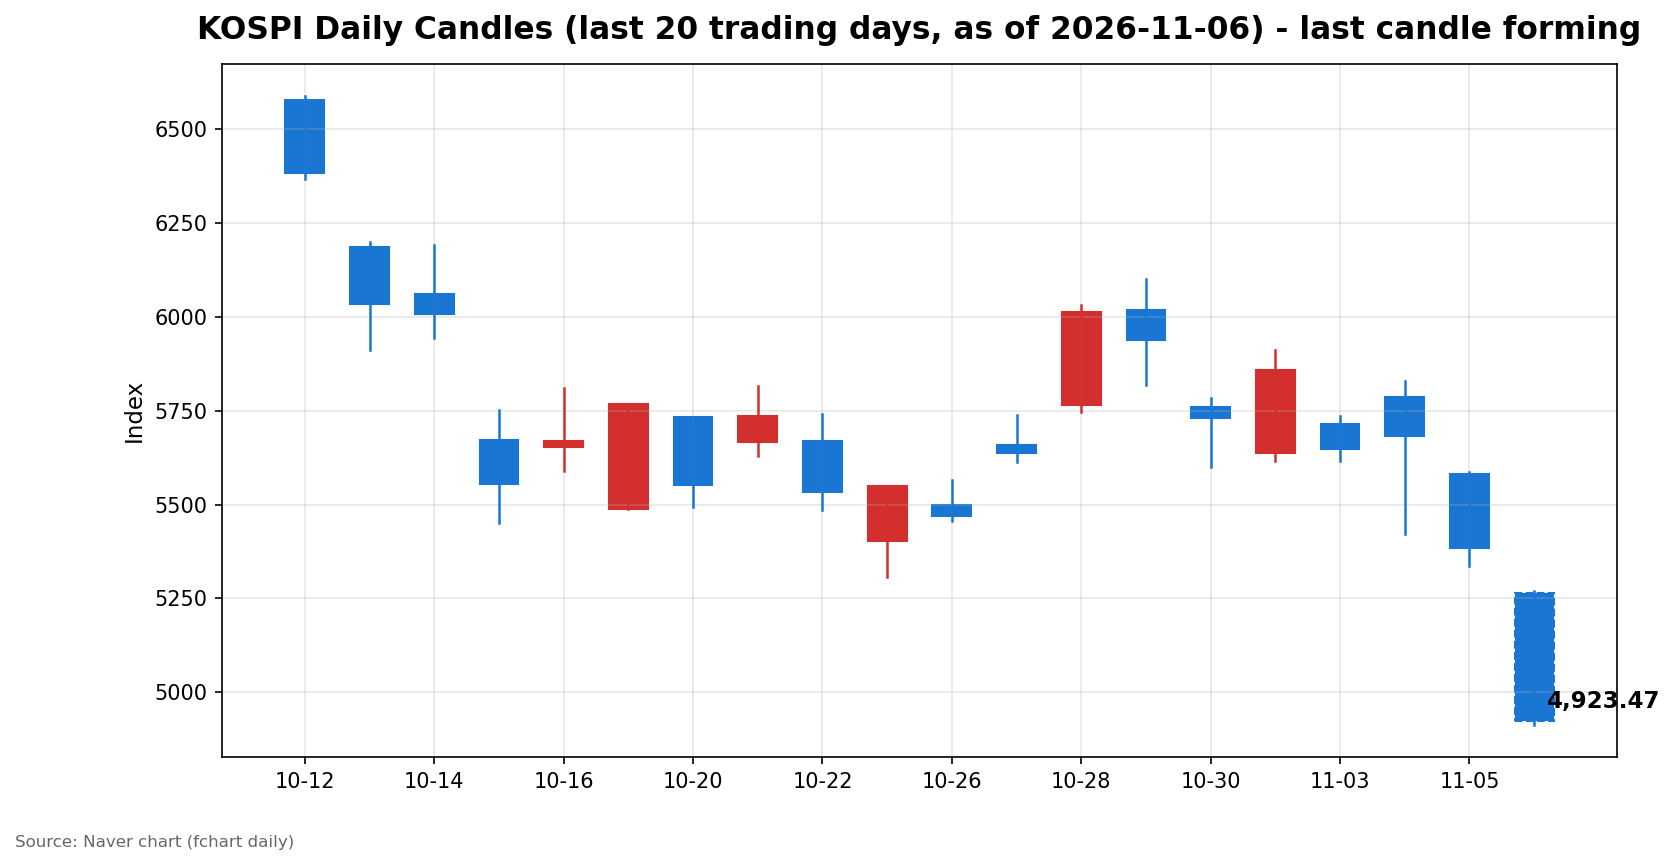 KOSPI Daily Candles (last 20 trading days, as of 2026-11-06) - last candle forming
Index
6500
6250
6000
5750
5500
5250
5000
4,923.47
10-12 10-14 10-16 10-20 10-22 10-26 10-28 10-30 11-03 11-05
Source: Naver chart (fchart daily)